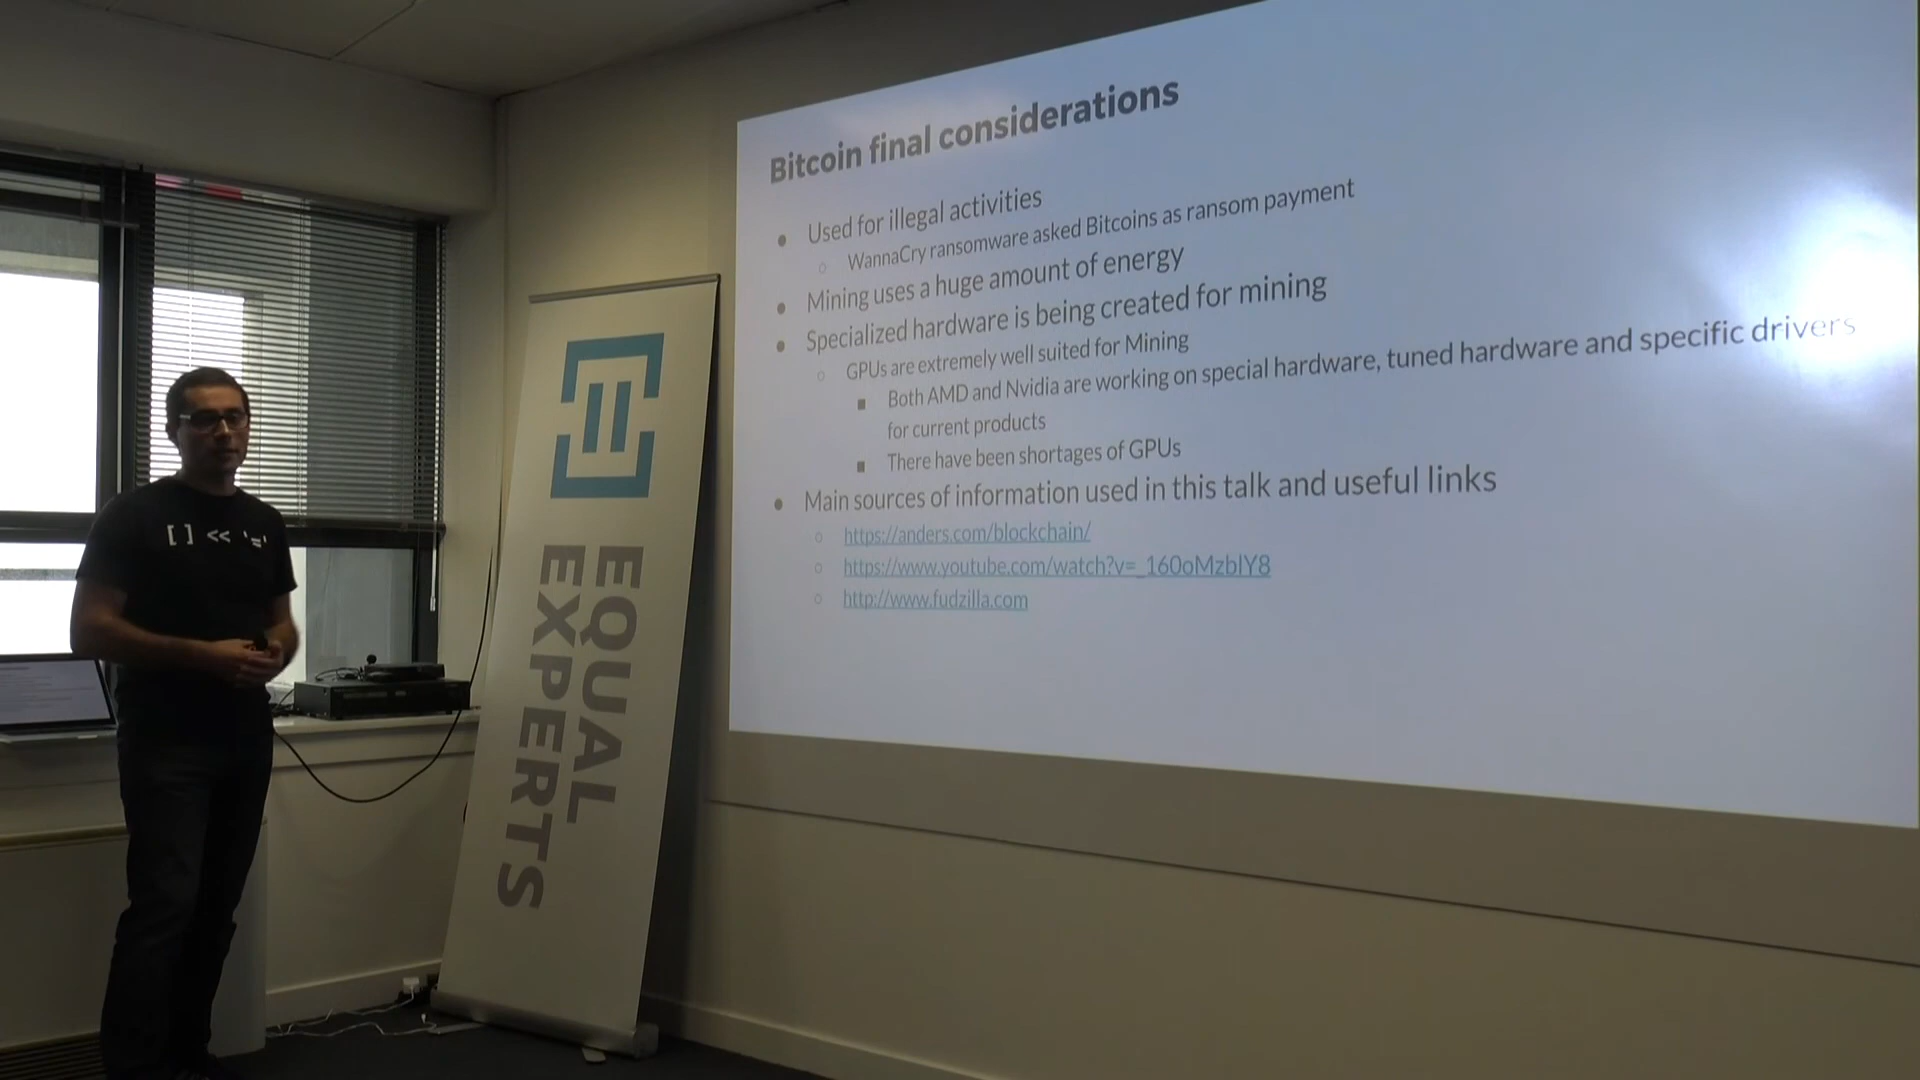 Bitcoin final considerations
● Used for illegal activities
○ WannaCry ransomware asked Bitcoins as ransom payment
● Mining uses a huge amount of energy
● Specialized hardware is being created for mining
○ GPUs are extremely well suited for Mining
■ Both AMD and Nvidia are working on special hardware, tuned hardware and specific drivers
for current products
■ There have been shortages of GPUs
● Main sources of information used in this talk and useful links
○ https://anders.com/blockchain/
○ https://www.youtube.com/watch?v=_160oMzblY8
○ http://www.fudzilla.com
EQUAL
EXPERTS
[ ] << '='